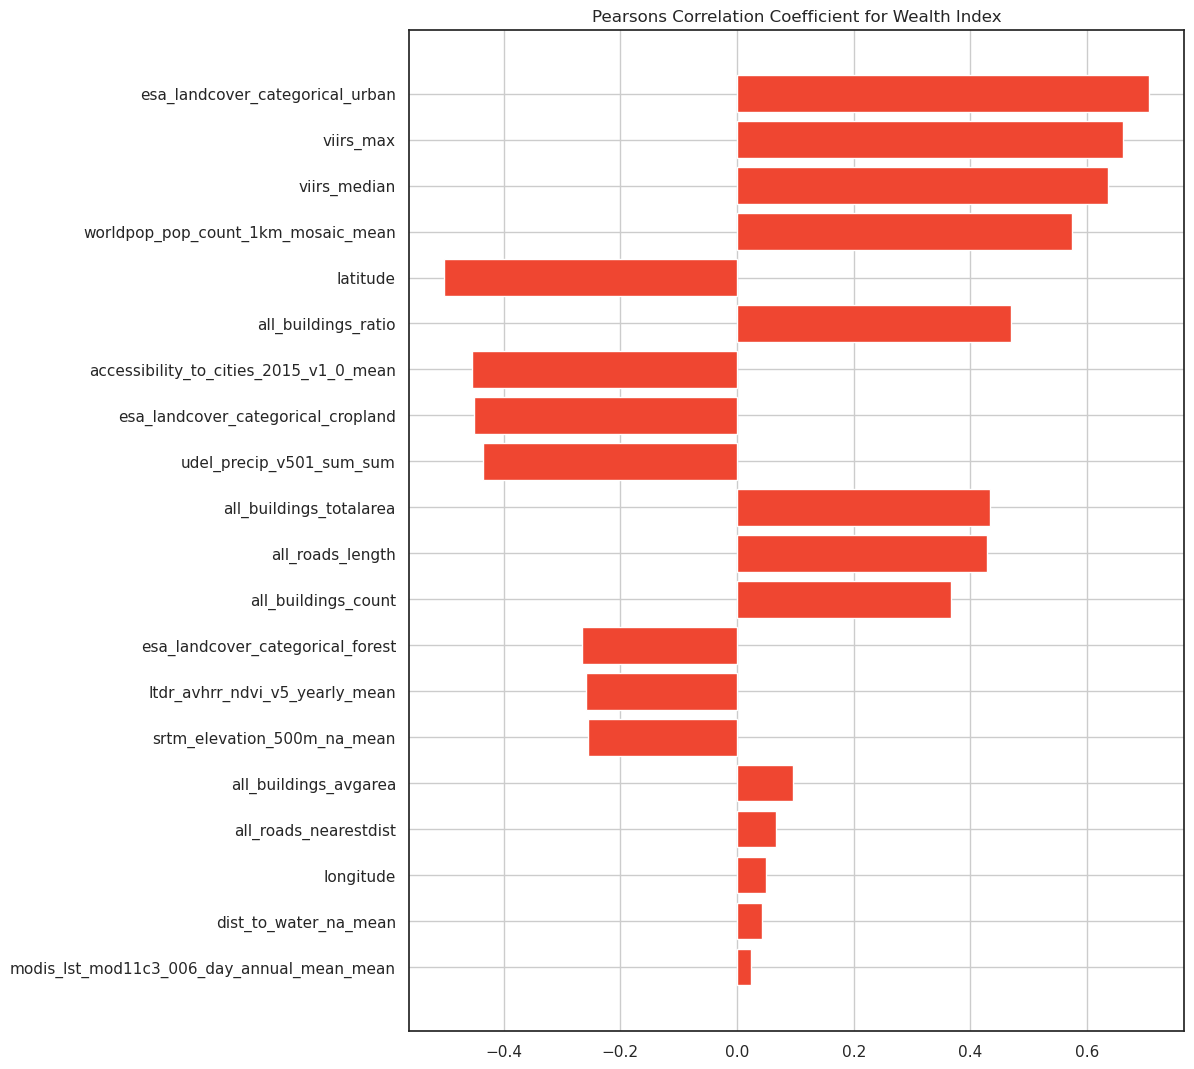 Pearsons Correlation Coefficient for Wealth Index
esa_landcover_categorical_urban
viirs_max
viirs_median
worldpop_pop_count_1km_mosaic_mean
latitude
all_buildings_ratio
accessibility_to_cities_2015_v1_0_mean
esa_landcover_categorical_cropland
udel_precip_v501_sum_sum
all_buildings_totalarea
all_roads_length
all_buildings_count
esa_landcover_categorical_forest
ltdr_avhrr_ndvi_v5_yearly_mean
srtm_elevation_500m_na_mean
all_buildings_avgarea
all_roads_nearestdist
longitude
dist_to_water_na_mean
modis_lst_mod11c3_006_day_annual_mean_mean
−0.4 −0.2 0.0 0.2 0.4 0.6